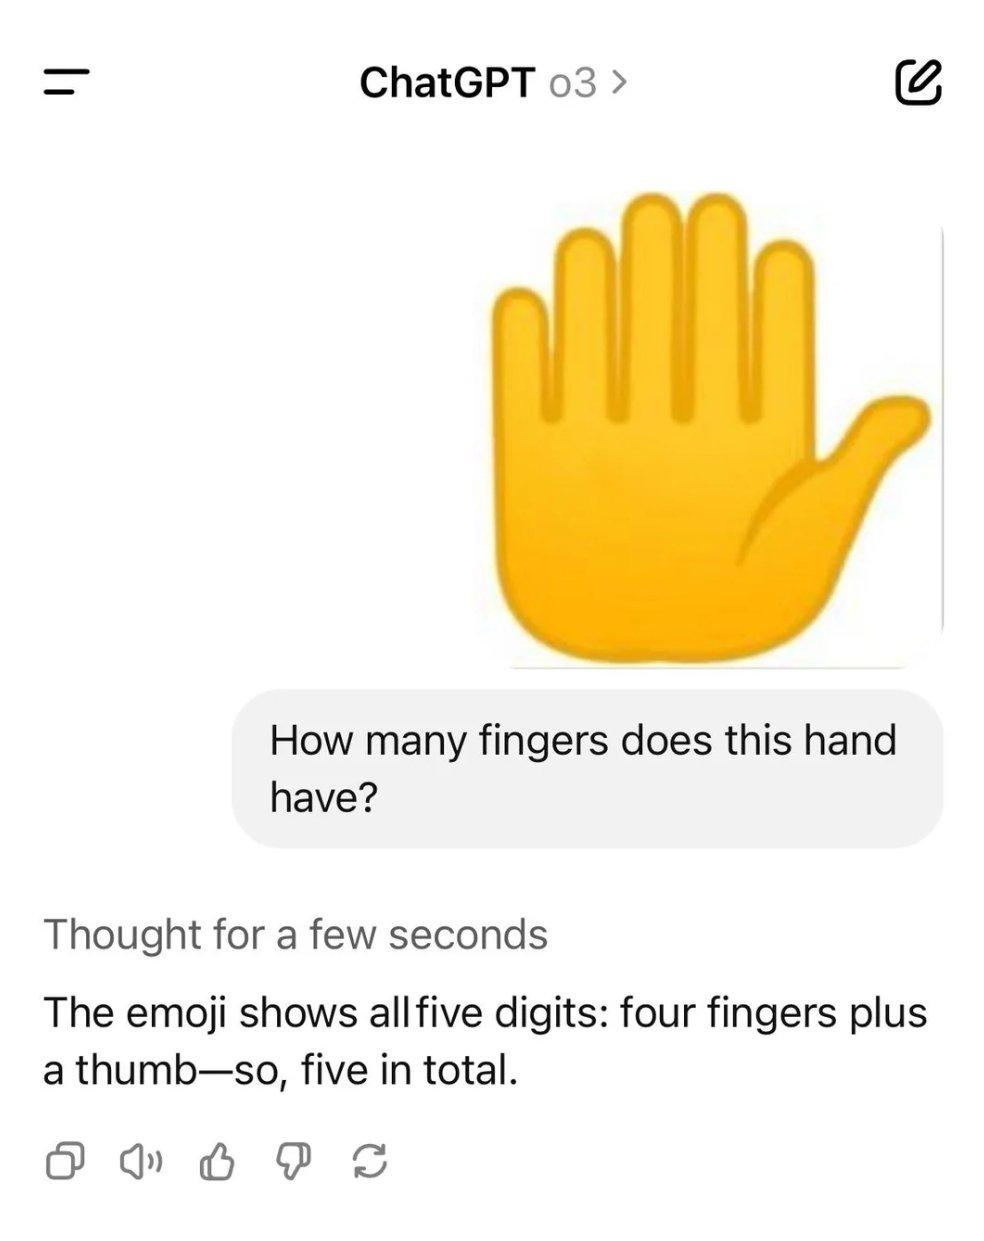 ChatGPT o3 >
How many fingers does this hand
have?
Thought for a few seconds
The emoji shows all five digits: four fingers plus
a thumb—so, five in total.